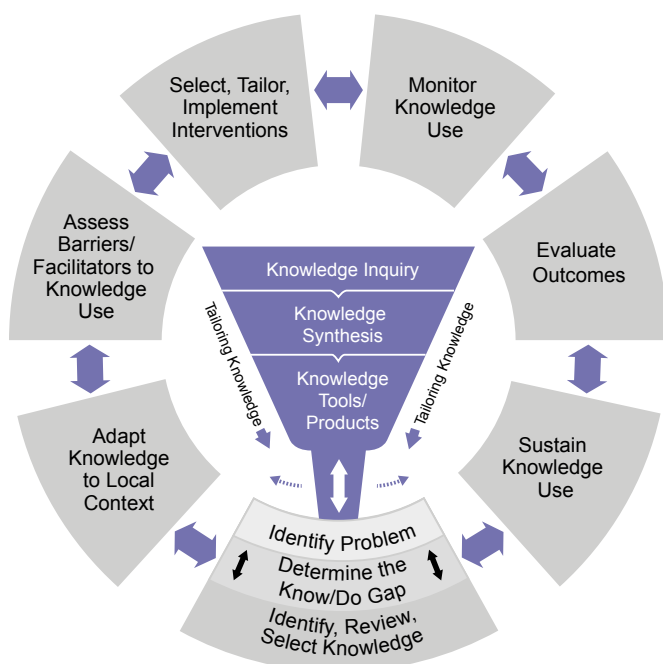 Select, Tailor,
Implement
Interventions
Monitor
Knowledge
Use
Assess
Barriers/
Facilitators to
Knowledge
Use
Evaluate
Outcomes
Knowledge Inquiry
Knowledge
Synthesis
Knowledge
Tools/
Products
Tailoring Knowledge
Tailoring Knowledge
Adapt
Knowledge
to Local
Context
Sustain
Knowledge
Use
Identify Problem
Determine the
Know/Do Gap
Identify, Review,
Select Knowledge